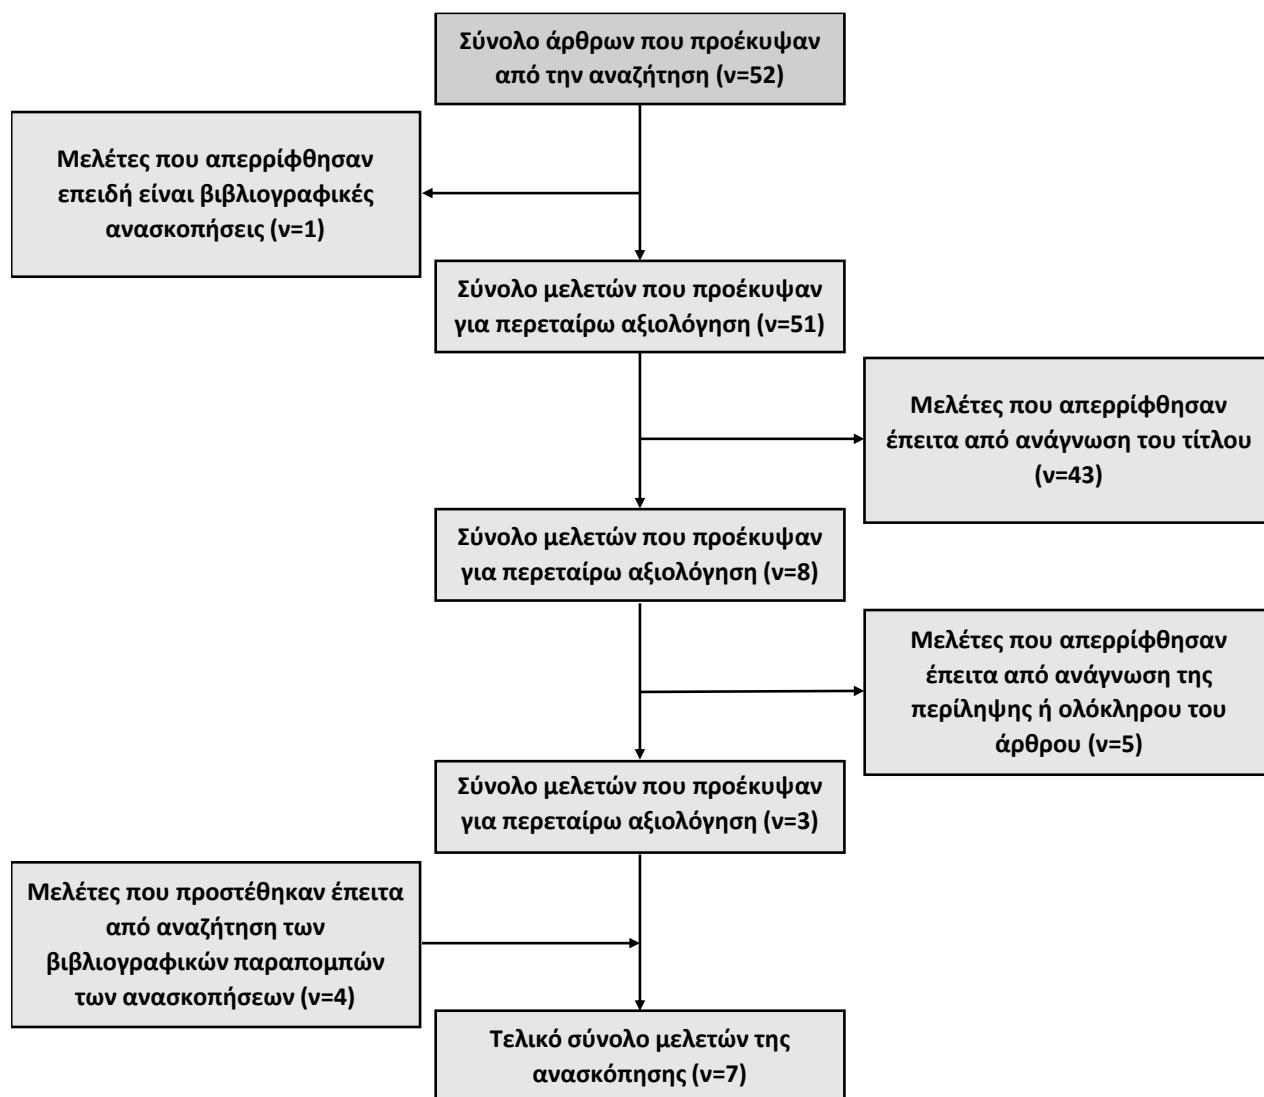 Σύνολο άρθρων που προέκυψαν
από την αναζήτηση (ν=52)
Μελέτες που απερρίφθησαν
επειδή είναι βιβλιογραφικές
ανασκοπήσεις (ν=1)
Σύνολο μελετών που προέκυψαν
για περεταίρω αξιολόγηση (ν=51)
Μελέτες που απερρίφθησαν
έπειτα από ανάγνωση του τίτλου
(ν=43)
Σύνολο μελετών που προέκυψαν
για περεταίρω αξιολόγηση (ν=8)
Μελέτες που απερρίφθησαν
έπειτα από ανάγνωση της
περίληψης ή ολόκληρου του
άρθρου (ν=5)
Σύνολο μελετών που προέκυψαν
για περεταίρω αξιολόγηση (ν=3)
Μελέτες που προστέθηκαν έπειτα
από αναζήτηση των
βιβλιογραφικών παραπομπών
των ανασκοπήσεων (ν=4)
Τελικό σύνολο μελετών της
ανασκόπησης (ν=7)